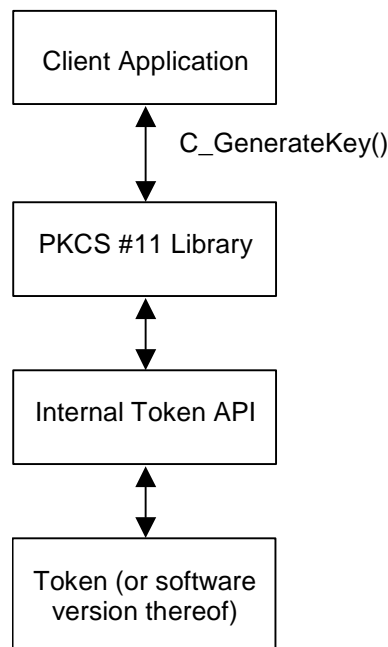 Client Application
C_GenerateKey()
PKCS #11 Library
Internal Token API
Token (or software
version thereof)